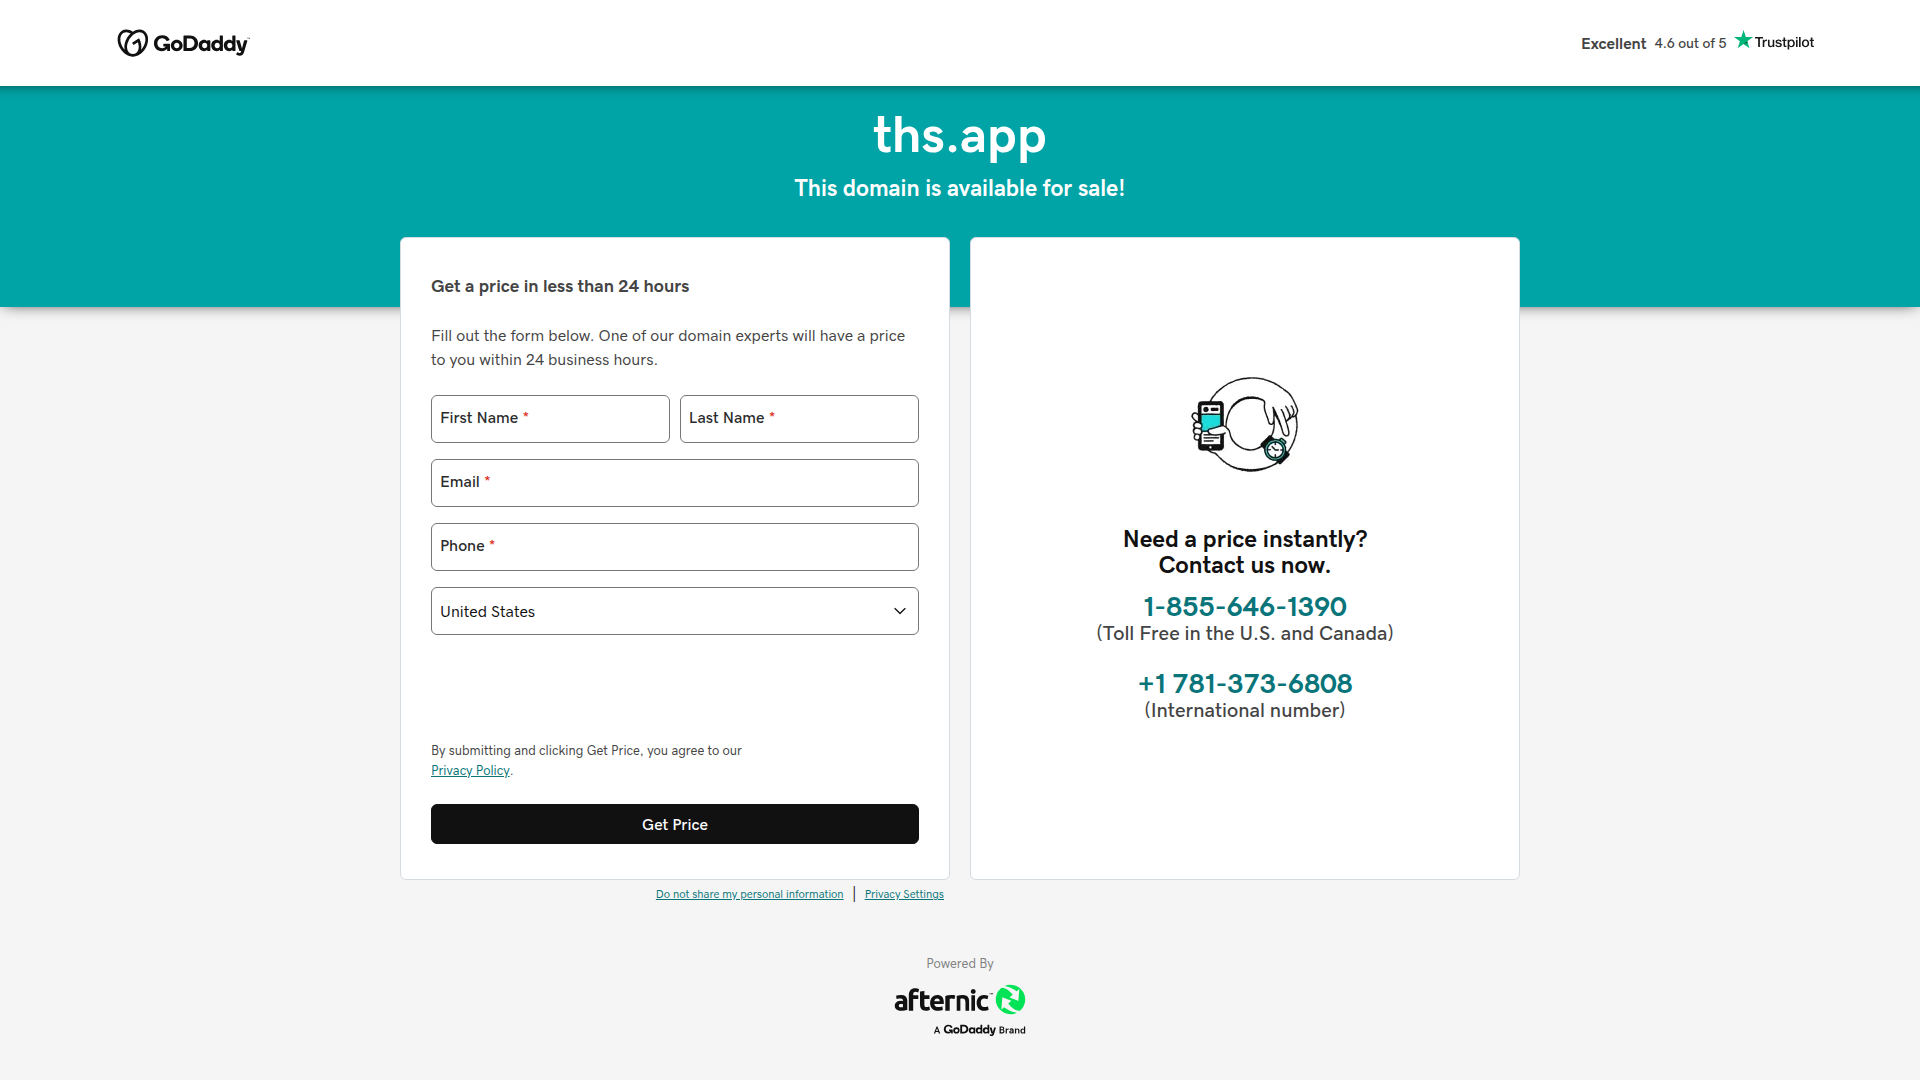 GoDaddy
Excellent 4.6 out of 5 Trustpilot
ths.app
This domain is available for sale!
Get a price in less than 24 hours
Fill out the form below. One of our domain experts will have a price
to you within 24 business hours.
First Name *
Last Name *
Email *
Phone *
United States
By submitting and clicking Get Price, you agree to our
Privacy Policy.
Get Price
Need a price instantly?
Contact us now.
1-855-646-1390
(Toll Free in the U.S. and Canada)
+1 781-373-6808
(International number)
Do not share my personal information | Privacy Settings
Powered By
afternic
A GoDaddy Brand